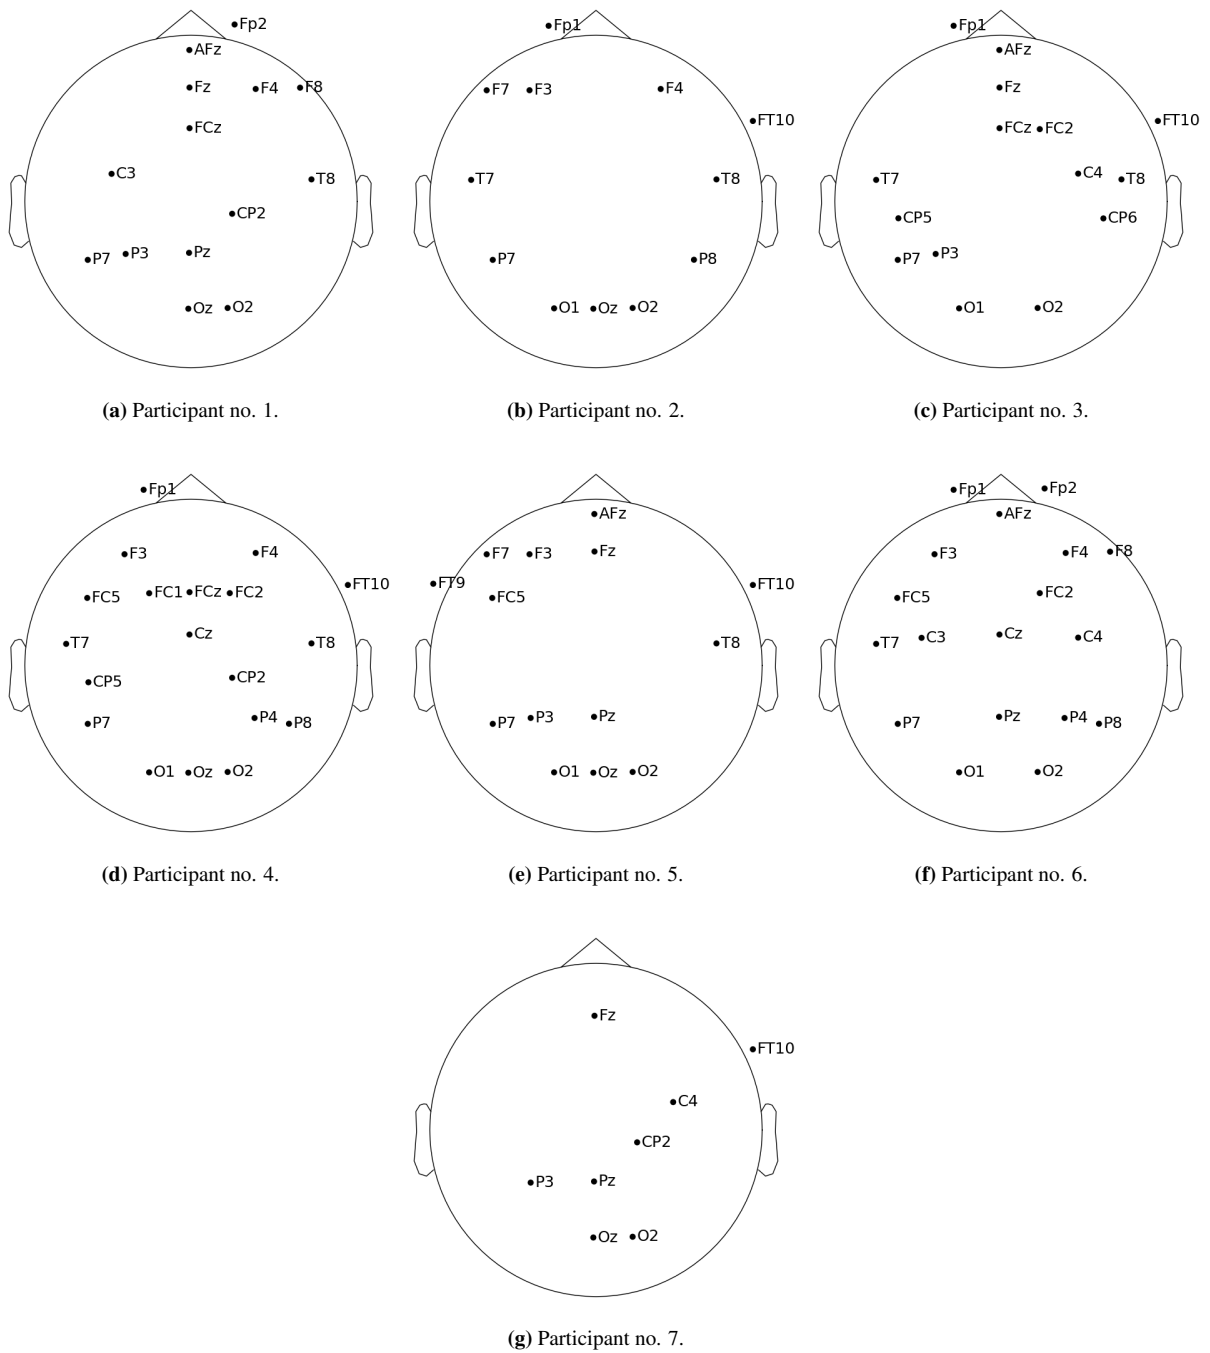 Fp2
AFz
Fz F4 F8
FCz
C3 T8
CP2
P7 P3 Pz
Oz O2
(a) Participant no. 1.
Fp1
F7 F3 F4
FT10
T7 T8
P7 P8
O1 Oz O2
(b) Participant no. 2.
Fp1
AFz
Fz
FCz FC2 FT10
T7 C4 T8
CP5 CP6
P7 P3
O1 O2
(c) Participant no. 3.
Fp1
F3 F4
FC5 FC1 FCz FC2 FT10
T7 Cz T8
CP5 CP2
P7 P4 P8
O1 Oz O2
(d) Participant no. 4.
AFz
F7 F3 Fz
FT9 FC5 FT10
T8
P7 P3 Pz
O1 Oz O2
(e) Participant no. 5.
Fp1 Fp2
AFz
F3 F4 F8
FC5 FC2
T7 C3 Cz C4
P7 Pz P4 P8
O1 O2
(f) Participant no. 6.
Fz
FT10
C4
CP2
P3 Pz
Oz O2
(g) Participant no. 7.